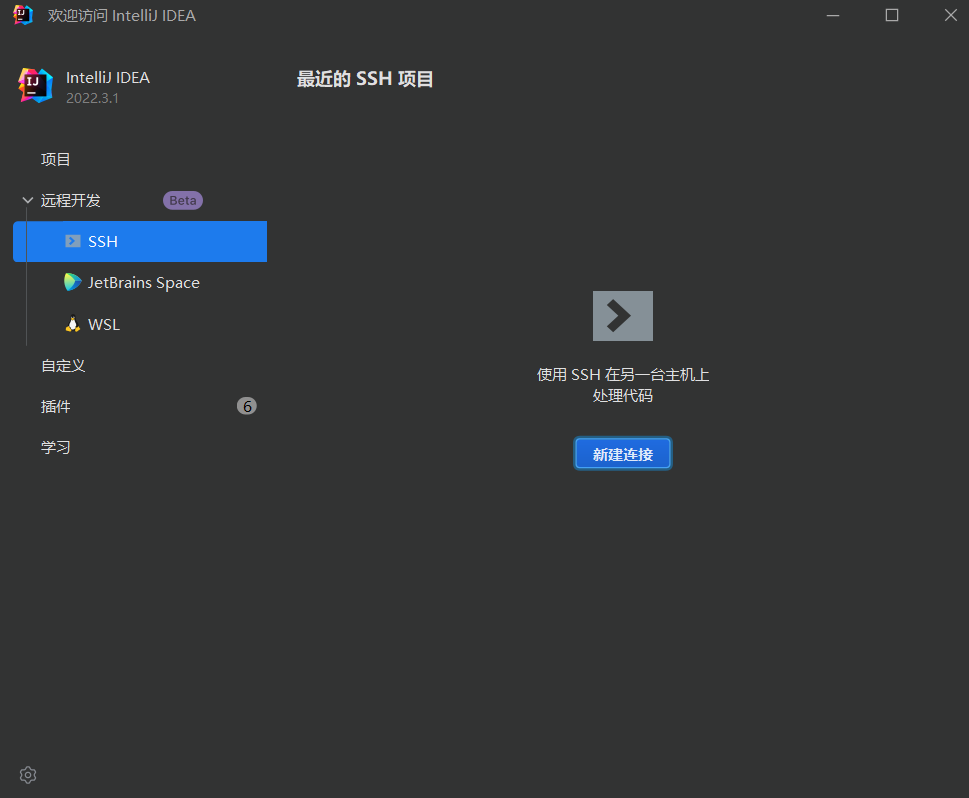 欢迎访问 IntelliJ IDEA
IntelliJ IDEA
2022.3.1
项目
远程开发 Beta
SSH
JetBrains Space
WSL
自定义
插件 6
学习
最近的 SSH 项目
使用 SSH 在另一台主机上
处理代码
新建连接